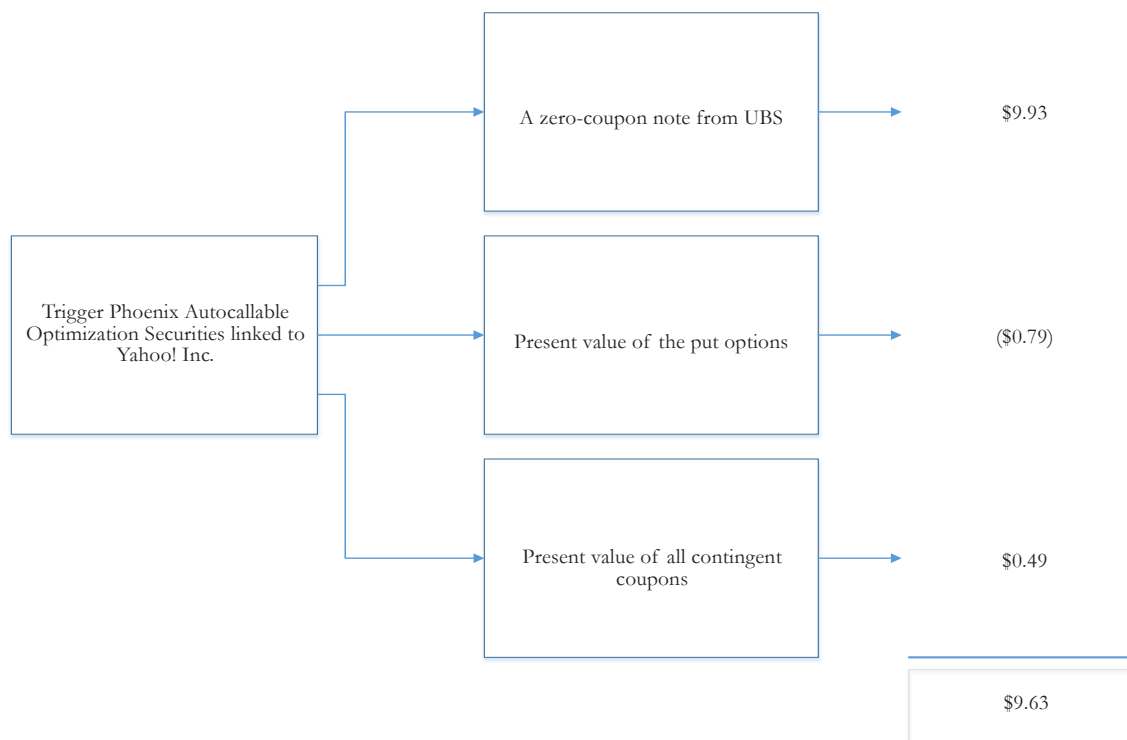 A zero-coupon note from UBS
$9.93
Trigger Phoenix Autocallable
Optimization Securities linked to
Yahoo! Inc.
Present value of the put options
($0.79)
Present value of all contingent
coupons
$0.49
$9.63